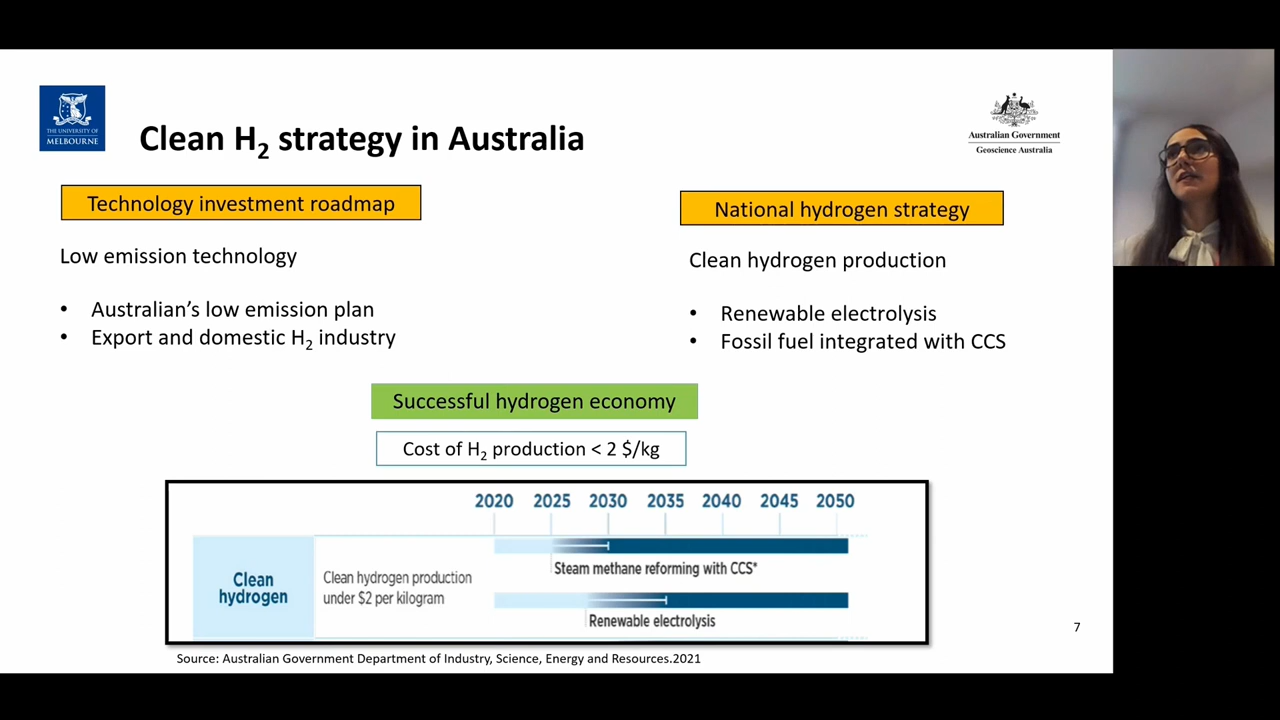 THE UNIVERSITY OF
MELBOURNE
Clean H₂ strategy in Australia
Australian Government
Geoscience Australia
Technology investment roadmap
Low emission technology
• Australian’s low emission plan
• Export and domestic H₂ industry
National hydrogen strategy
Clean hydrogen production
• Renewable electrolysis
• Fossil fuel integrated with CCS
Successful hydrogen economy
Cost of H₂ production < 2 $/kg
2020 2025 2030 2035 2040 2045 2050
Clean
hydrogen
Clean hydrogen production
under $2 per kilogram
Steam methane reforming with CCS*
Renewable electrolysis
7
Source: Australian Government Department of Industry, Science, Energy and Resources.2021